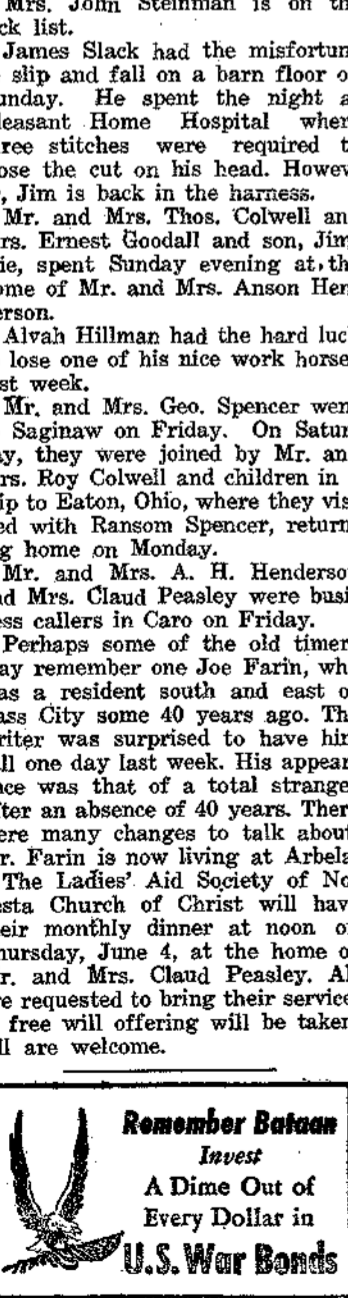 Mrs. John Steinman is on th
ck list.
James Slack had the misfortun
slip and fall on a barn floor o
unday. He spent the night a
leasant Home Hospital wher
ree stitches were required t
ose the cut on his head. Howev
r, Jim is back in the harness.
Mr. and Mrs. Thos. Colwell an
rs. Ernest Goodall and son, Jim
ie, spent Sunday evening at th
ome of Mr. and Mrs. Anson Hen
erson.
Alvah Hillman had the hard luc
lose one of his nice work horse
st week.
Mr. and Mrs. Geo. Spencer wen
Saginaw on Friday. On Satur
ay, they were joined by Mr. an
rs. Roy Colwell and children in
ip to Eaton, Ohio, where they vis
ed with Ransom Spencer, return
g home on Monday.
Mr. and Mrs. A. H. Henderso
nd Mrs. Claud Peasley were busi
ess callers in Caro on Friday.
Perhaps some of the old timer
ay remember one Joe Farin, wh
as a resident south and east o
ass City some 40 years ago. Th
riter was surprised to have hin
ll one day last week. His appear
nce was that of a total strange
fter an absence of 40 years. Ther
ere many changes to talk about
r. Farin is now living at Arbela
The Ladies' Aid Society of No
esta Church of Christ will hav
eir monthly dinner at noon o
hursday, June 4, at the home o
r. and Mrs. Claud Peasley. Al
re requested to bring their service
free will offering will be taken
ll are welcome.
Remember Bataan
Invest
A Dime Out of
Every Dollar in
U.S. War Bonds